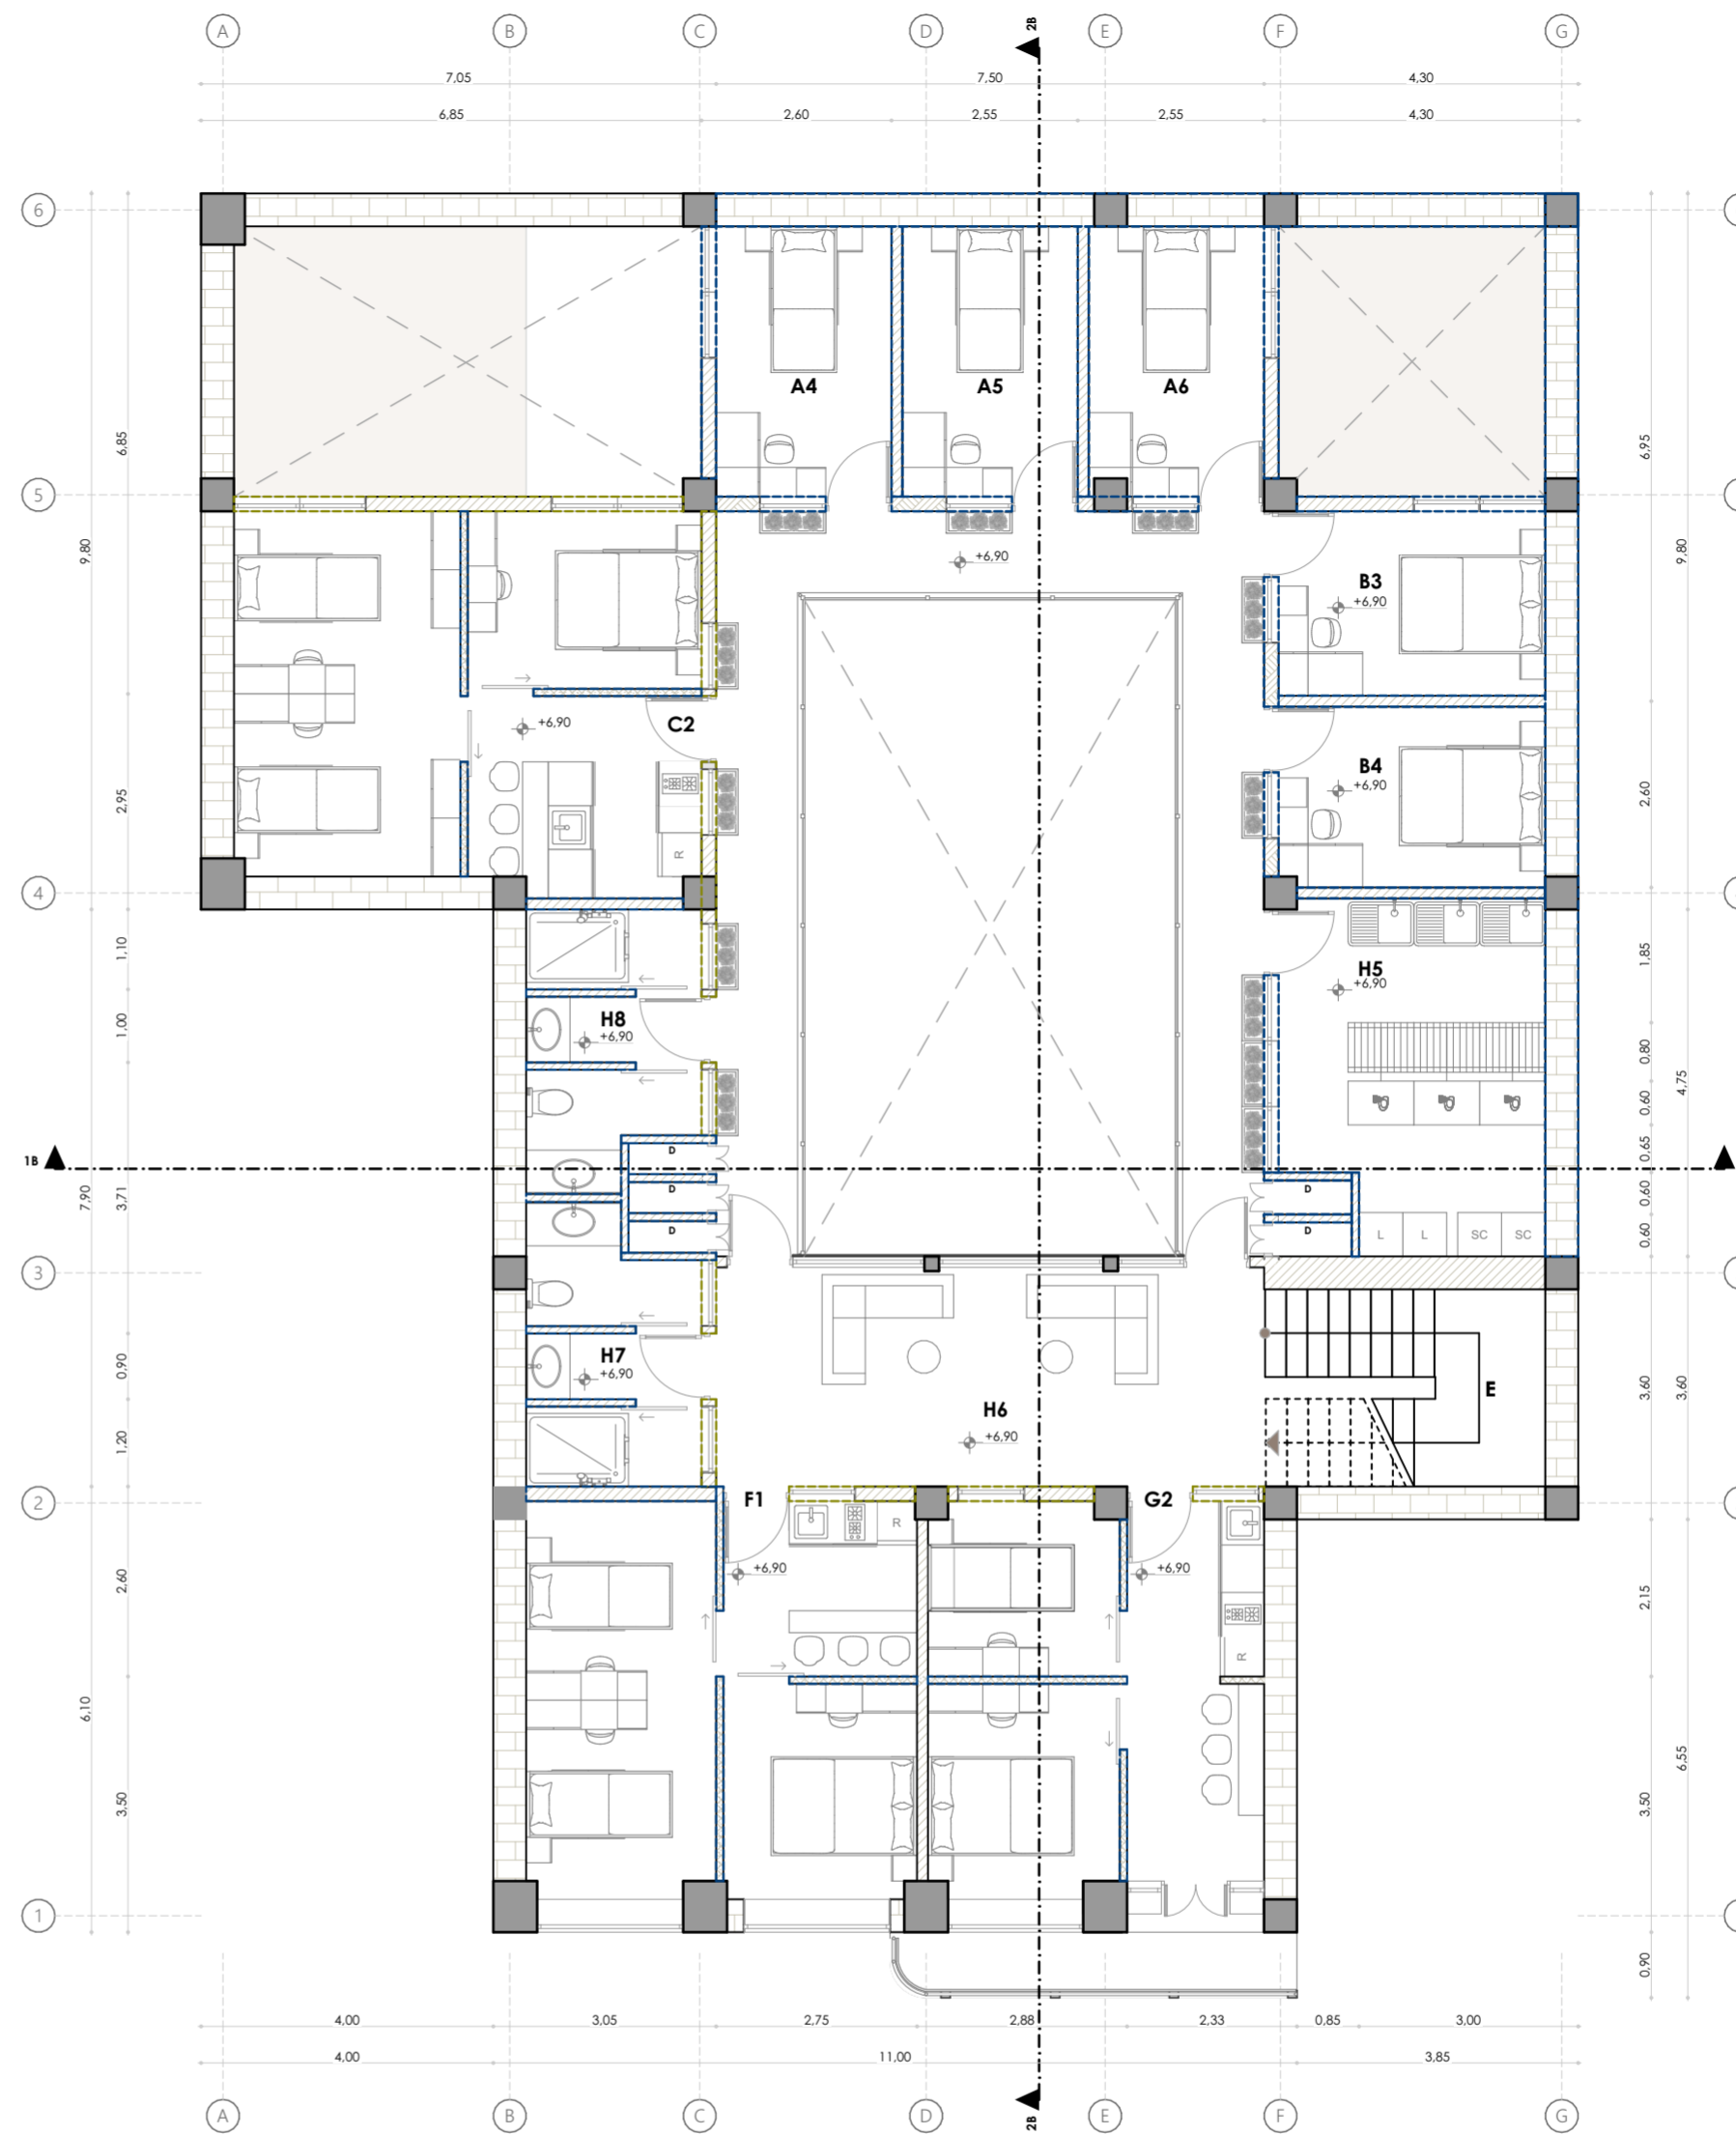 A B C D E F G
2B
7,05 7,50 4,30
6,85 2,60 2,55 2,55 4,30
6
A4 A5 A6
6,85 6,95
5
9,80 9,80
+6,90
B3
+6,90
C2
+6,90
B4
+6,90
2,95 2,60
R
4
1,10 1,85
H5
+6,90
H8
+6,90
1,00 0,80
4,75
0,60
1B
D
0,65
D D
7,90 3,71 0,60
D D
L L SC SC
0,60
3
H7
+6,90
0,90 3,60 3,60
E
H6
+6,90
1,20
2
F1 G2
R
+6,90 +6,90
2,60 2,15
R
6,10 6,55
3,50 3,50
1
0,90
4,00 3,05 2,75 2,88 2,33 0,85 3,00
4,00 11,00 3,85
2B
A B C D E F G